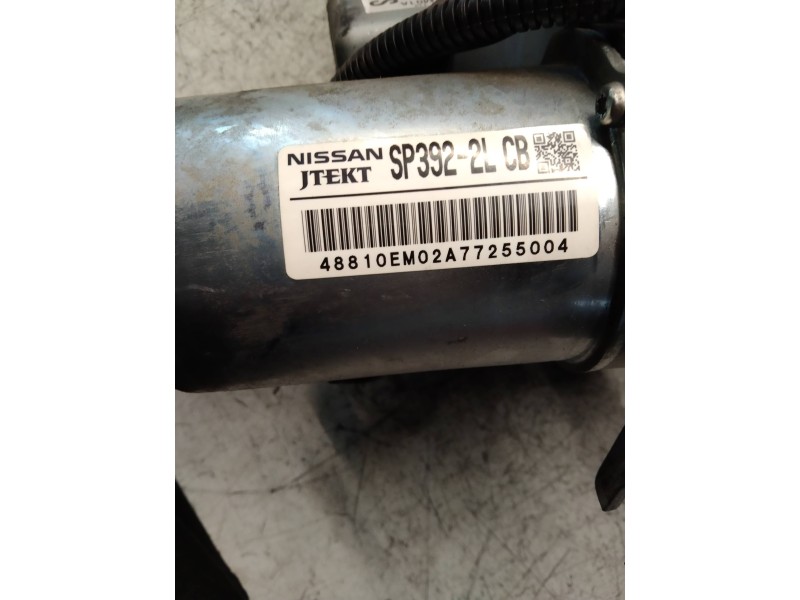 NISSAN SP392-2L CB
JTEKT
48810EM02A77255004